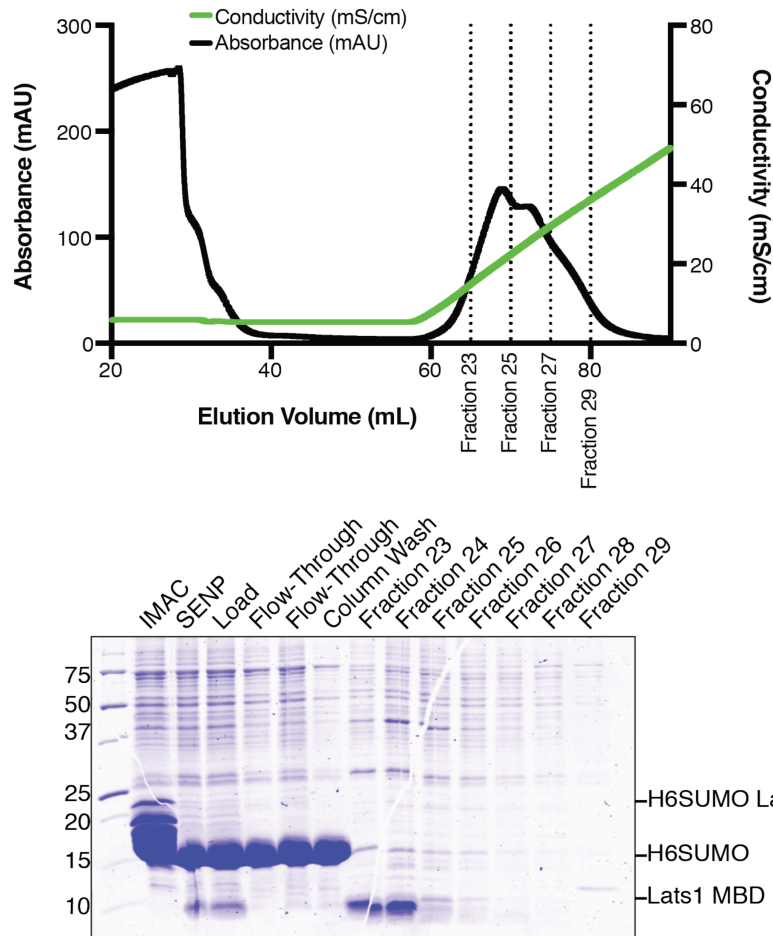 Conductivity (mS/cm)
Absorbance (mAU)
300
200
100
0
Absorbance (mAU)
80
60
40
20
0
Conductivity (mS/cm)
20
40
60
80
Elution Volume (mL)
Fraction 23
Fraction 25
Fraction 27
Fraction 29
IMAC
SENP
Load
Flow-Through
Flow-Through
Column Wash
Fraction 23
Fraction 24
Fraction 25
Fraction 26
Fraction 27
Fraction 28
Fraction 29
75
50
37
25
20
15
10
H6SUMO La
H6SUMO
Lats1 MBD